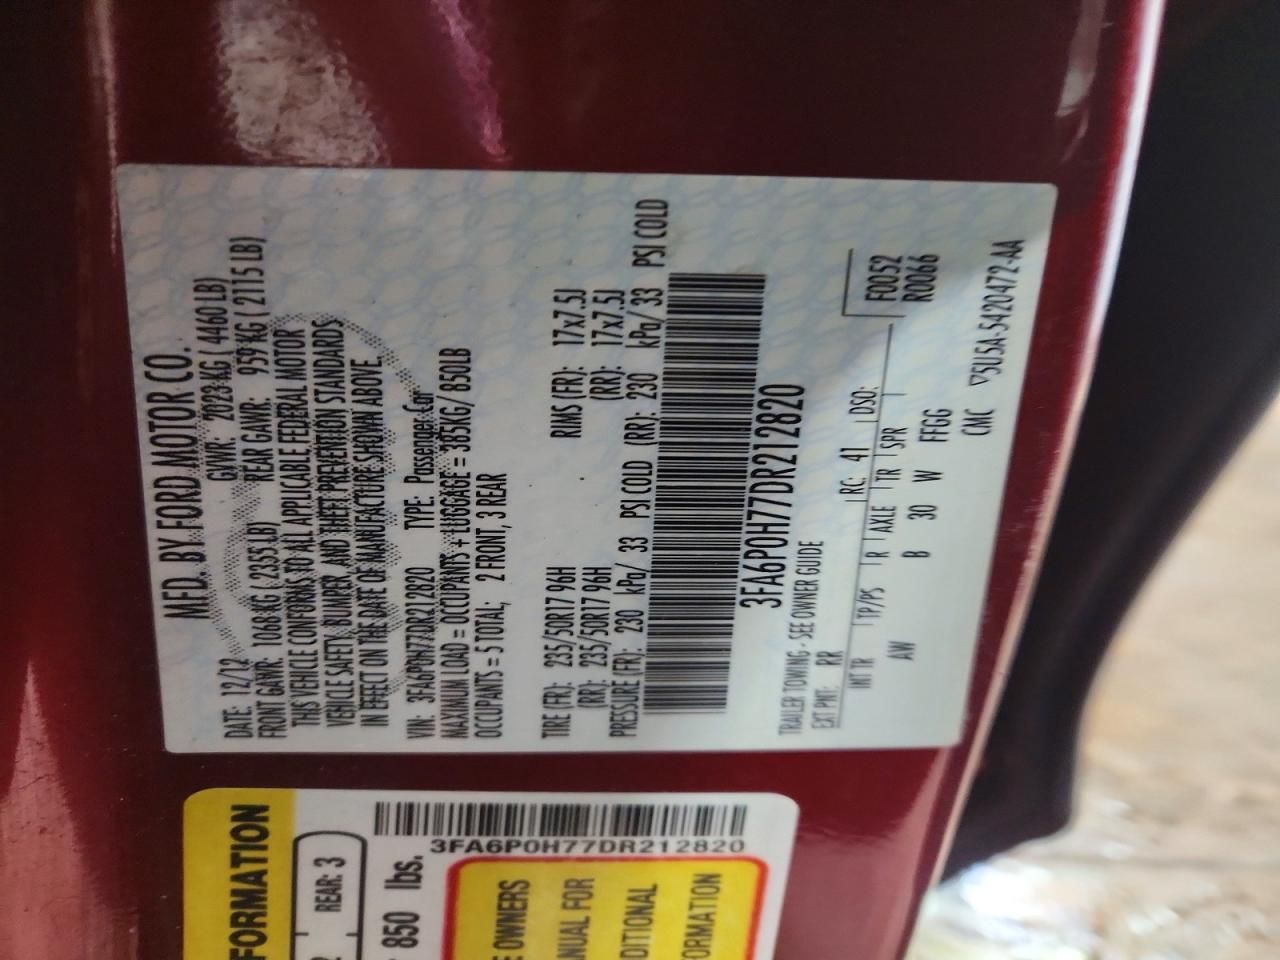 MFD. BY FORD MOTOR CO.
DATE: 12/12 GVWR: 2023 KG ( 4460 LB)
FRONT GAWR: 1068 KG ( 2355 LB) REAR GAWR: 959 KG ( 2115 LB)
THIS VEHICLE CONFORMS TO ALL APPLICABLE FEDERAL MOTOR
VEHICLE SAFETY, BUMPER, AND THEFT PREVENTION STANDARDS
IN EFFECT ON THE DATE OF MANUFACTURE SHOWN ABOVE.
VIN: 3FA6P0H77DR212820 TYPE: Passenger Car
MAXIMUM LOAD = OCCUPANTS + LUGGAGE = 385KG/ 850LB
OCCUPANTS = 5 TOTAL; 2 FRONT, 3 REAR
TIRE (FR): 235/50R17 96H RIMS (FR): 17x7.5J
(RR): 235/50R17 96H (RR): 17x7.5J
PRESSURE (FR): 230 kPa/ 33 PSI COLD (RR): 230 kPa/ 33 PSI COLD
3FA6P0H77DR212820
TRAILER TOWING - SEE OWNER GUIDE
EXT PNT: RR RC: 41 DSO: F0052
R0066
INT TR TP/PS R AXLE TR SPR
AW B 30 W FFGG
CMC ▽5U5A-5420472-AA
FORMATION
REAR: 3
850 lbs.
3FA6P0H77DR212820
E OWNERS
ANUAL FOR
DDITIONAL
FORMATION